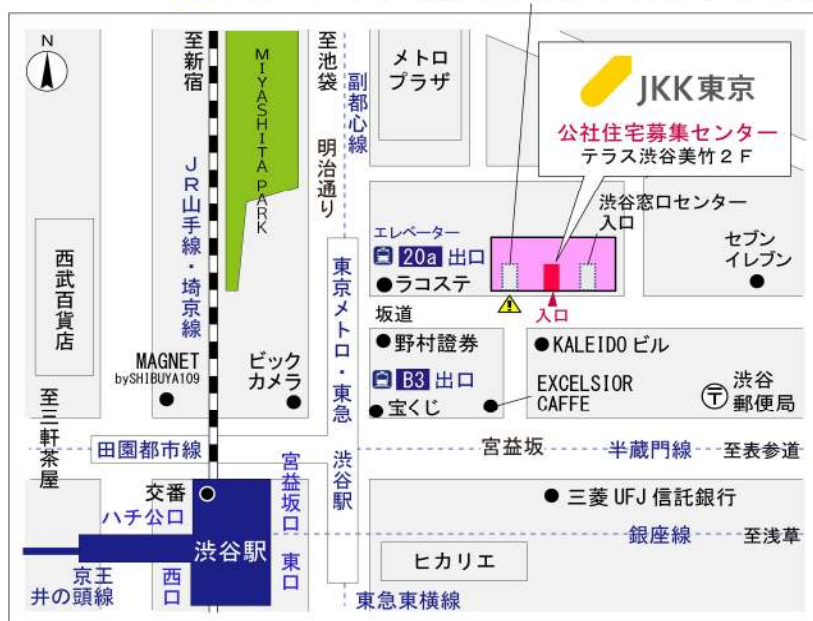 N
至新宿
MIYASHITA PARK
至池袋
明治通り
副都心線
メトロ
プラザ
JKK東京
公社住宅募集センター
テラス渋谷美竹２Ｆ
JR山手線・埼京線
西武百貨店
エレベーター
20a 出口
ラコステ
渋谷窓口センター
入口
セブン
イレブン
入口
坂道
東京メトロ・東急
渋谷駅
野村證券
KALEIDO ビル
MAGNET
bySHIBUYA109
ビック
カメラ
B3 出口
宝くじ
EXCELSIOR
CAFFE
〒
渋谷
郵便局
至三軒茶屋
田園都市線
宮益坂
半蔵門線
至表参道
交番
ハチ公口
宮益坂口
三菱 UFJ 信託銀行
渋谷駅
銀座線
至浅草
京王
井の頭線
西口
東口
ヒカリエ
東急東横線